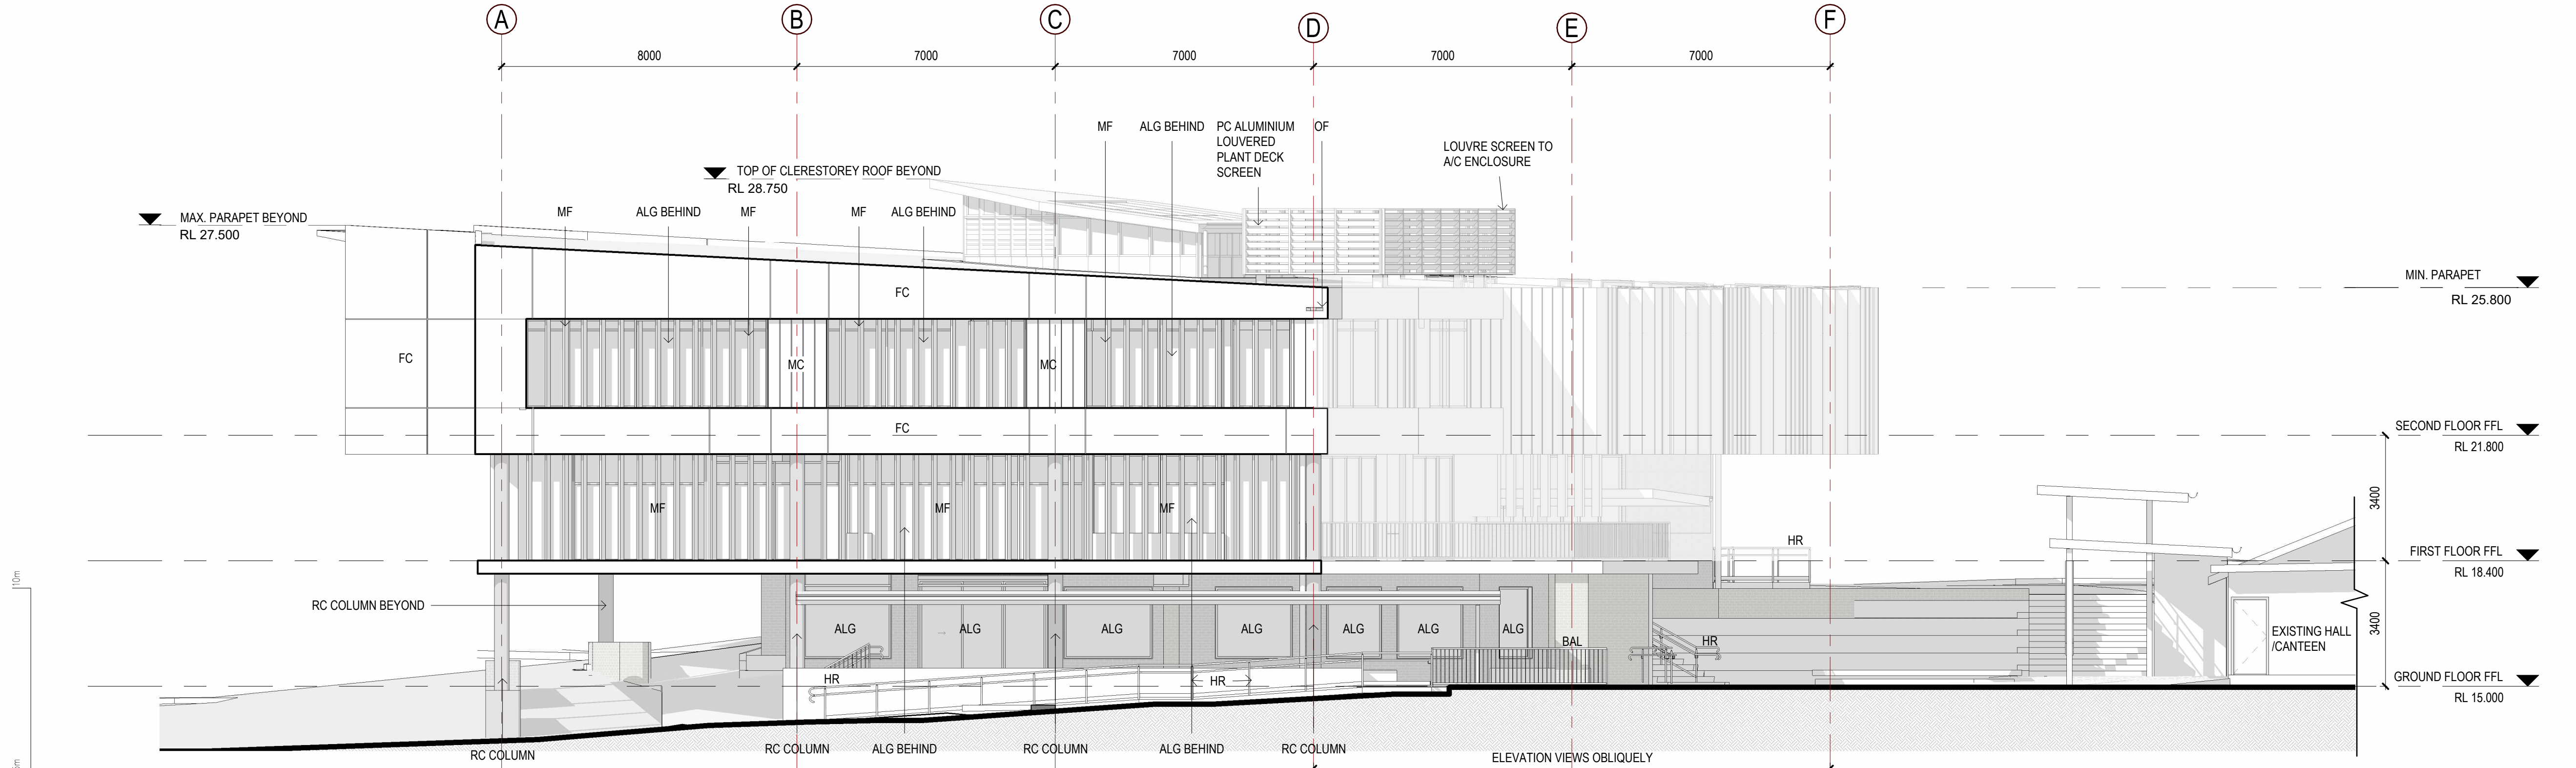 A
B
C
D
E
F
8000
7000
7000
7000
7000
MF
ALG BEHIND
PC ALUMINIUM
LOUVERED
PLANT DECK
SCREEN
OF
LOUVRE SCREEN TO
A/C ENCLOSURE
TOP OF CLERESTOREY ROOF BEYOND
RL 28.750
MAX. PARAPET BEYOND
RL 27.500
MF
ALG BEHIND
MF
MF
ALG BEHIND
MIN. PARAPET
RL 25.800
FC
FC
MC
MC
FC
SECOND FLOOR FFL
RL 21.800
MF
MF
MF
3400
HR
FIRST FLOOR FFL
RL 18.400
10m
RC COLUMN BEYOND
ALG
ALG
ALG
ALG
ALG
ALG
ALG
BAL
HR
3400
EXISTING HALL
/CANTEEN
HR
HR
GROUND FLOOR FFL
RL 15.000
RC COLUMN
RC COLUMN
ALG BEHIND
RC COLUMN
ALG BEHIND
RC COLUMN
ELEVATION VIEWS OBLIQUELY